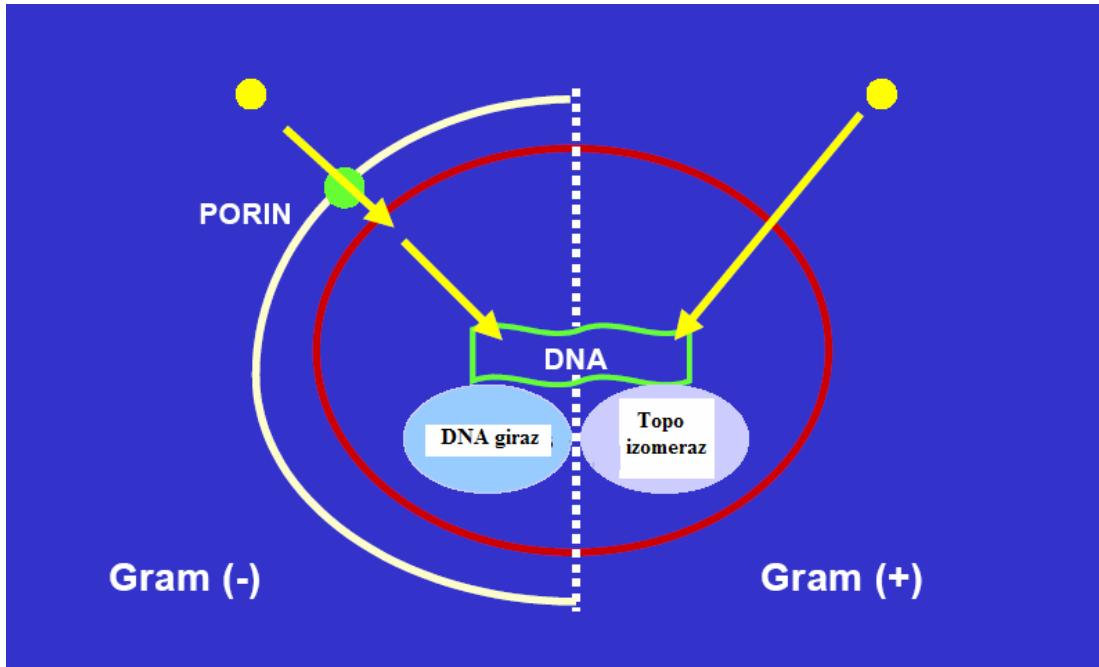 PORIN
DNA
DNA giraz
Topo
izomeraz
Gram (-)
Gram (+)